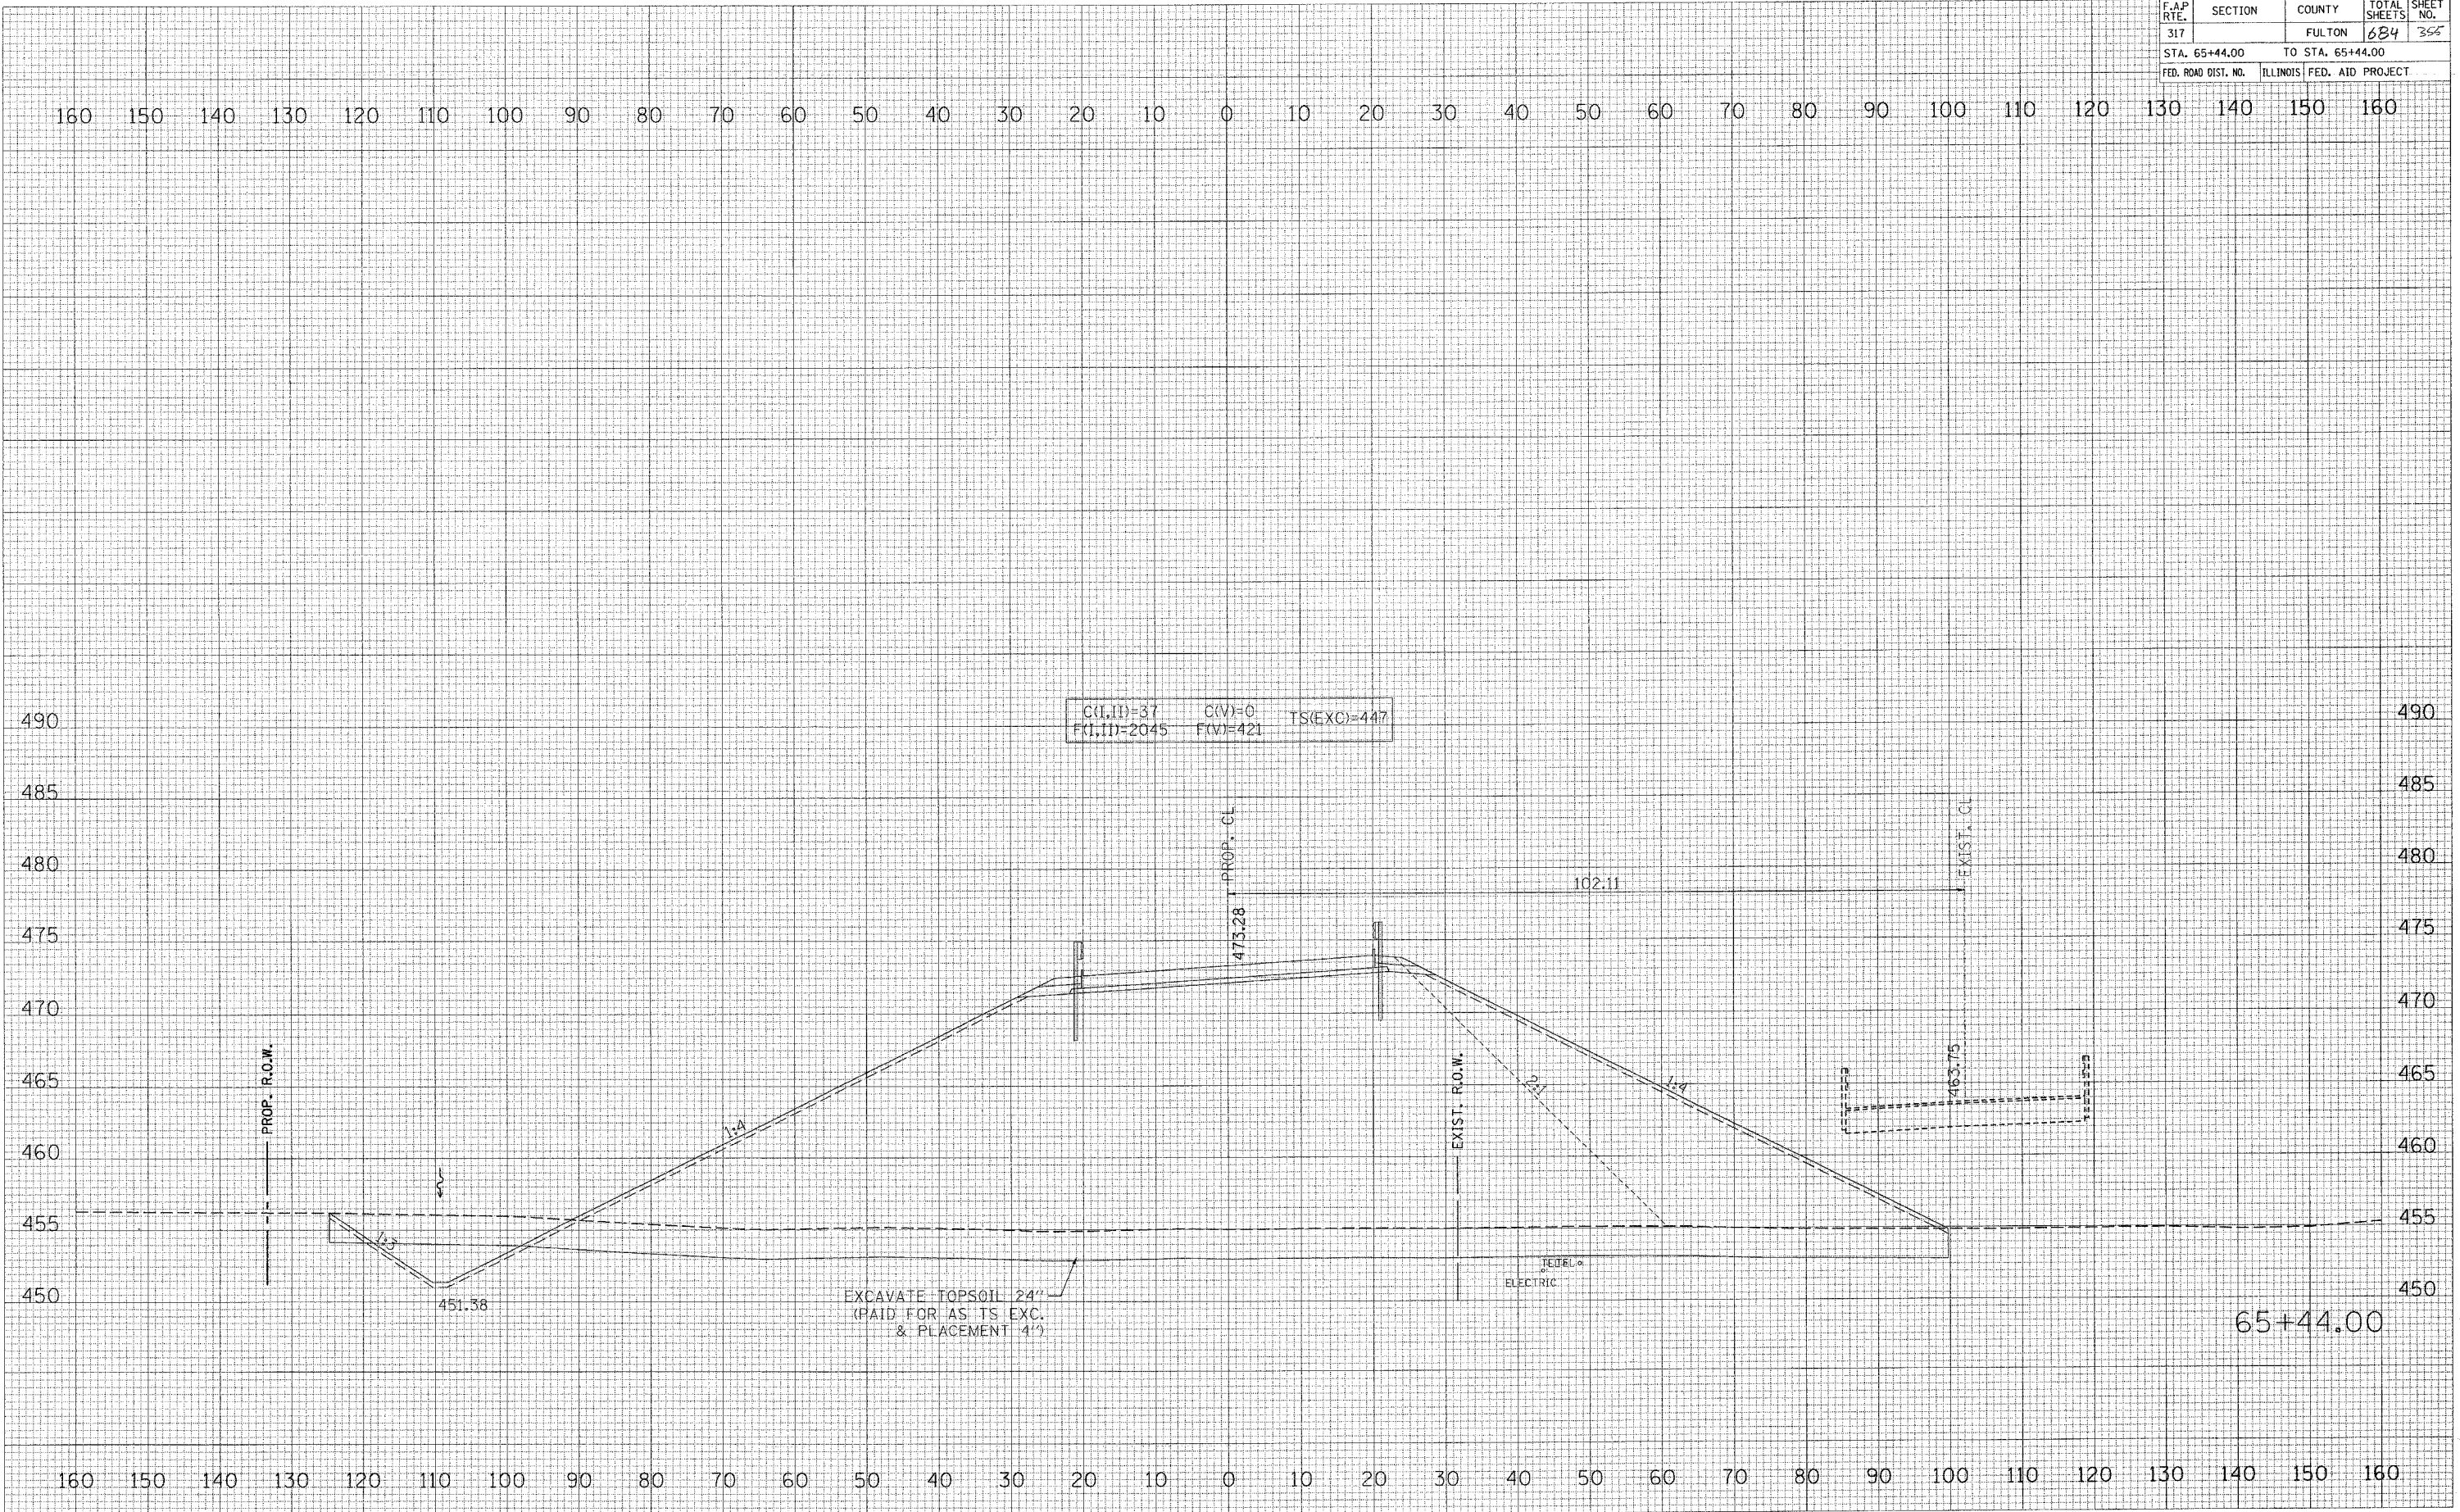 F.A.P RTE. SECTION COUNTY TOTAL SHEETS SHEET NO.
317 FULTON 684 355
STA. 65+44.00 TO STA. 65+44.00
FED. ROAD DIST. NO. ILLINOIS FED. AID PROJECT
160 150 140 130 120 110 100 90 80 70 60 50 40 30 20 10 0 10 20 30 40 50 60 70 80 90 100 110 120 130 140 150 160
C(I,II)=37 C(V)=0 TS(EXC)=447
F(I,II)=2045 F(V)=421
490 490
485 485
PROP. CL
EXIST. CL
480 480
102.11
475 475
473.28
470 470
PROP. R.O.W.
EXIST. R.O.W.
463.75
465 465
2:1
1:4
1:4
460 460
455 455
1:3
ELECTRIC
450 450
451.38
EXCAVATE TOPSOIL 24"
(PAID FOR AS TS EXC.
& PLACEMENT 4")
65+44.00
160 150 140 130 120 110 100 90 80 70 60 50 40 30 20 10 0 10 20 30 40 50 60 70 80 90 100 110 120 130 140 150 160